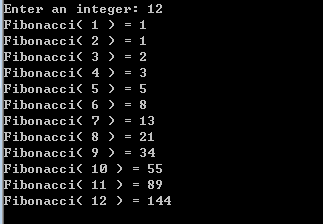 Enter an integer: 12
Fibonacci( 1 ) = 1
Fibonacci( 2 ) = 1
Fibonacci( 3 ) = 2
Fibonacci( 4 ) = 3
Fibonacci( 5 ) = 5
Fibonacci( 6 ) = 8
Fibonacci( 7 ) = 13
Fibonacci( 8 ) = 21
Fibonacci( 9 ) = 34
Fibonacci( 10 ) = 55
Fibonacci( 11 ) = 89
Fibonacci( 12 ) = 144